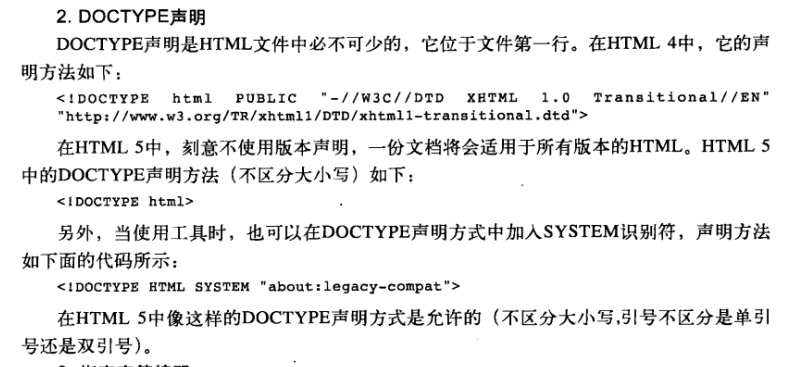 2. DOCTYPE声明
DOCTYPE声明是HTML文件中必不可少的，它位于文件第一行。在HTML 4中，它的声
明方法如下：
<!DOCTYPE html PUBLIC "-//W3C//DTD XHTML 1.0 Transitional//EN"
"http://www.w3.org/TR/xhtml1/DTD/xhtml1-transitional.dtd">
在HTML 5中，刻意不使用版本声明，一份文档将会适用于所有版本的HTML。HTML 5
中的DOCTYPE声明方法（不区分大小写）如下：
<!DOCTYPE html>
另外，当使用工具时，也可以在DOCTYPE声明方式中加入SYSTEM识别符，声明方法
如下面的代码所示：
<!DOCTYPE HTML SYSTEM "about:legacy-compat">
在HTML 5中像这样的DOCTYPE声明方式是允许的（不区分大小写,引号不区分是单引
号还是双引号）。